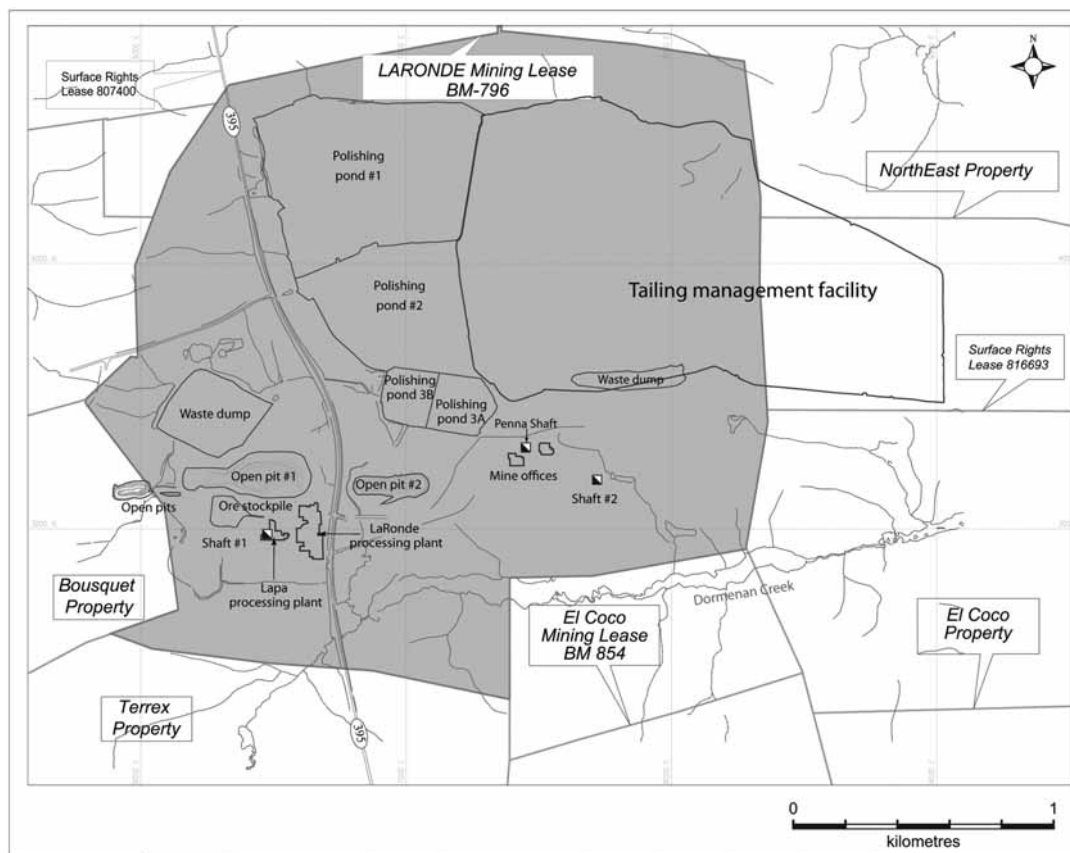 LARONDE Mining Lease
BM-796
N
Surface Rights
Lease 807400
395
Polishing
pond #1
NorthEast Property
Polishing
pond #2
Tailing management facility
Surface Rights
Lease 816693
Polishing
3B
Polishing
pond 3A
Waste dump
Waste dump
Penna Shaft
Mine offices
Shaft #2
Open pit #1
Open pit #2
Open pits
Ore stockpile
Shaft #1
LaRonde
processing plant
Lapa
processing plant
Bousquet
Property
Dormenan Creek
El Coco
Mining Lease
BM 854
El Coco
Property
Terrex
Property
395
0
1
kilometres